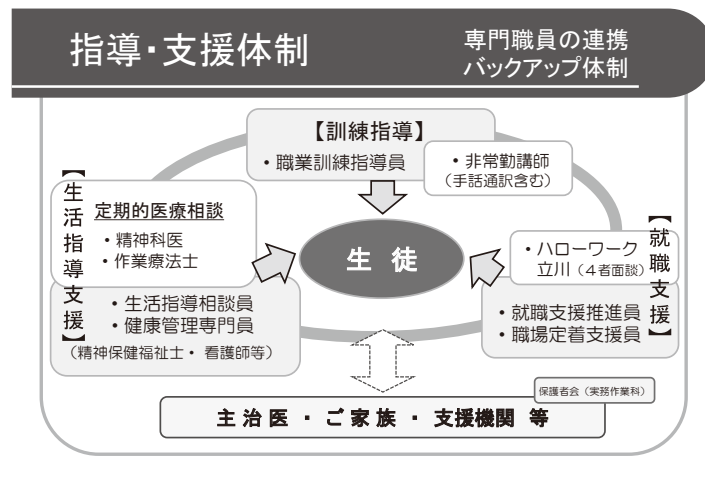 指導・支援体制
専門職員の連携
バックアップ体制
【訓練指導】
・職業訓練指導員
・非常勤講師
（手話通訳含む）
【生活指導支援】
定期的医療相談
・精神科医
・作業療法士
・生活指導相談員
・健康管理専門員
（精神保健福祉士・ 看護師等）
生 徒
【就職支援】
・ハローワーク
立川（４者面談）
・就職支援推進員
・職場定着支援員
保護者会（実務作業科）
主 治 医 ・ ご 家 族 ・ 支援機関 等